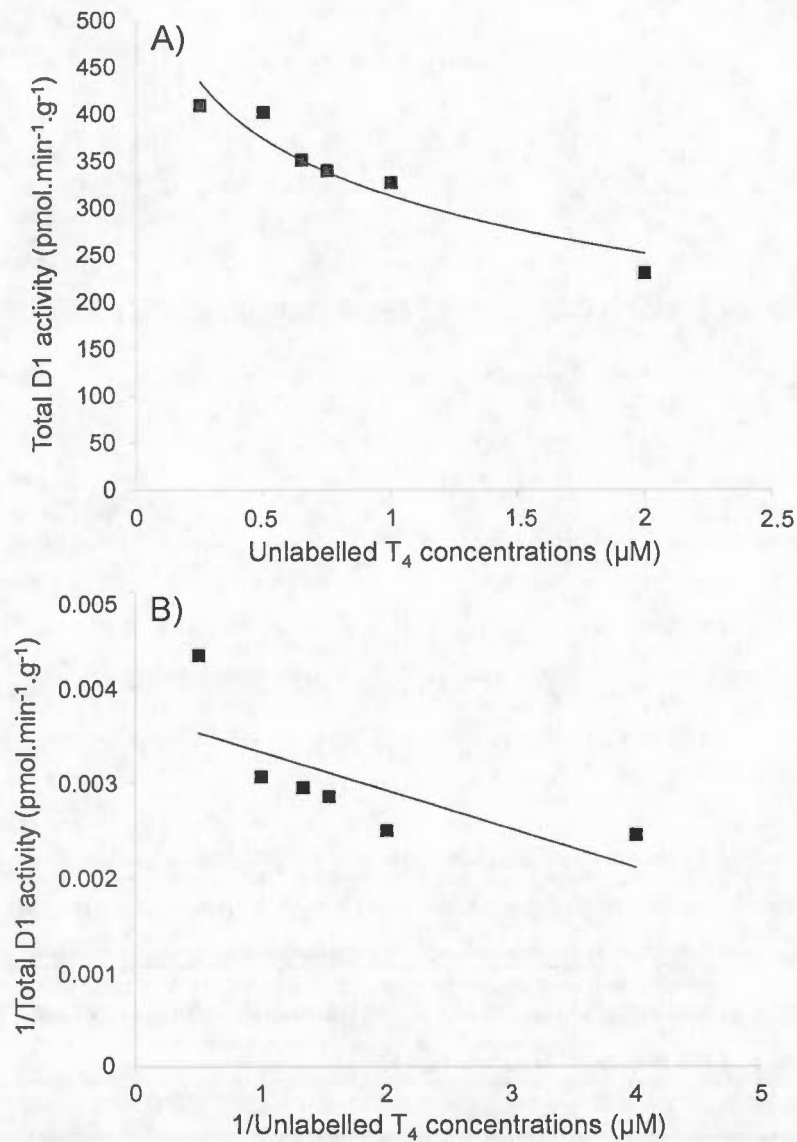 A)
500
450
400
350
300
250
200
150
100
50
0
Total D1 activity (pmol.min⁻¹.g⁻¹)
0 0.5 1 1.5 2 2.5
Unlabelled T₄ concentrations (µM)
B)
0.005
0.004
0.003
0.002
0.001
0
1/Total D1 activity (pmol.min⁻¹.g⁻¹)
0 1 2 3 4 5
1/Unlabelled T₄ concentrations (µM)